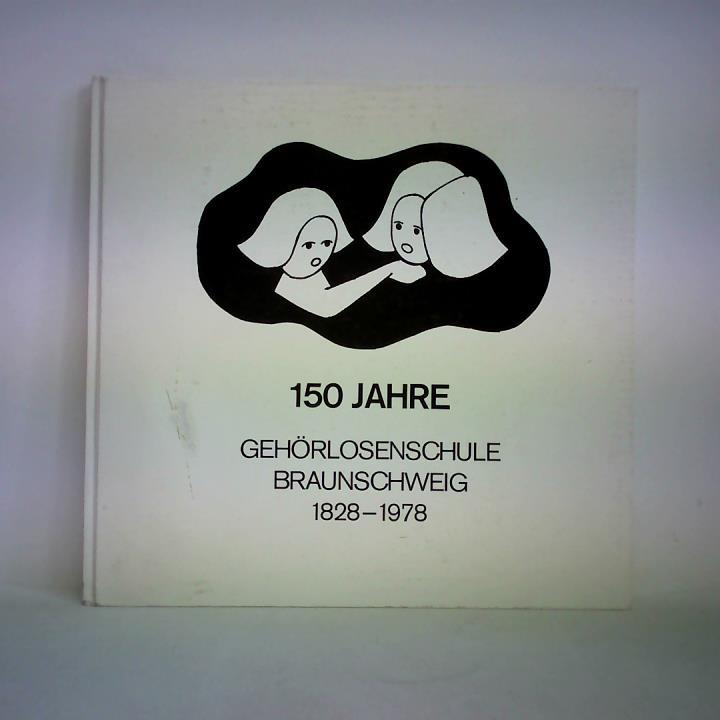 150 JAHRE
GEHÖRLOSENSCHULE
BRAUNSCHWEIG
1828–1978